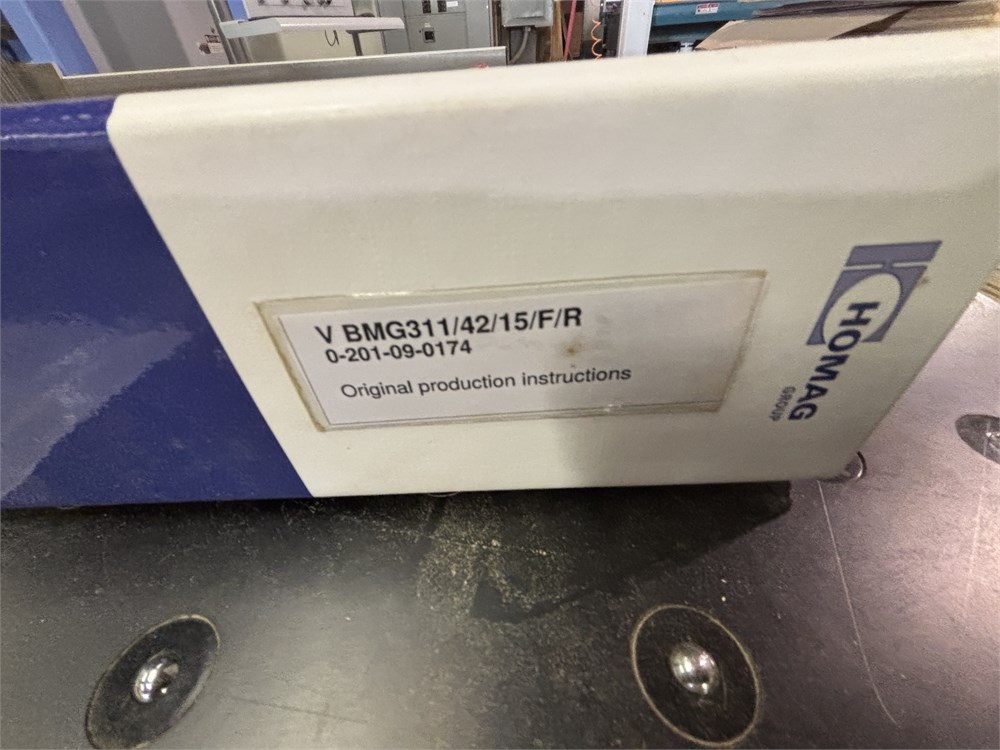 V BMG311/42/15/F/R
0-201-09-0174
Original production instructions
HOMAG
GROUP